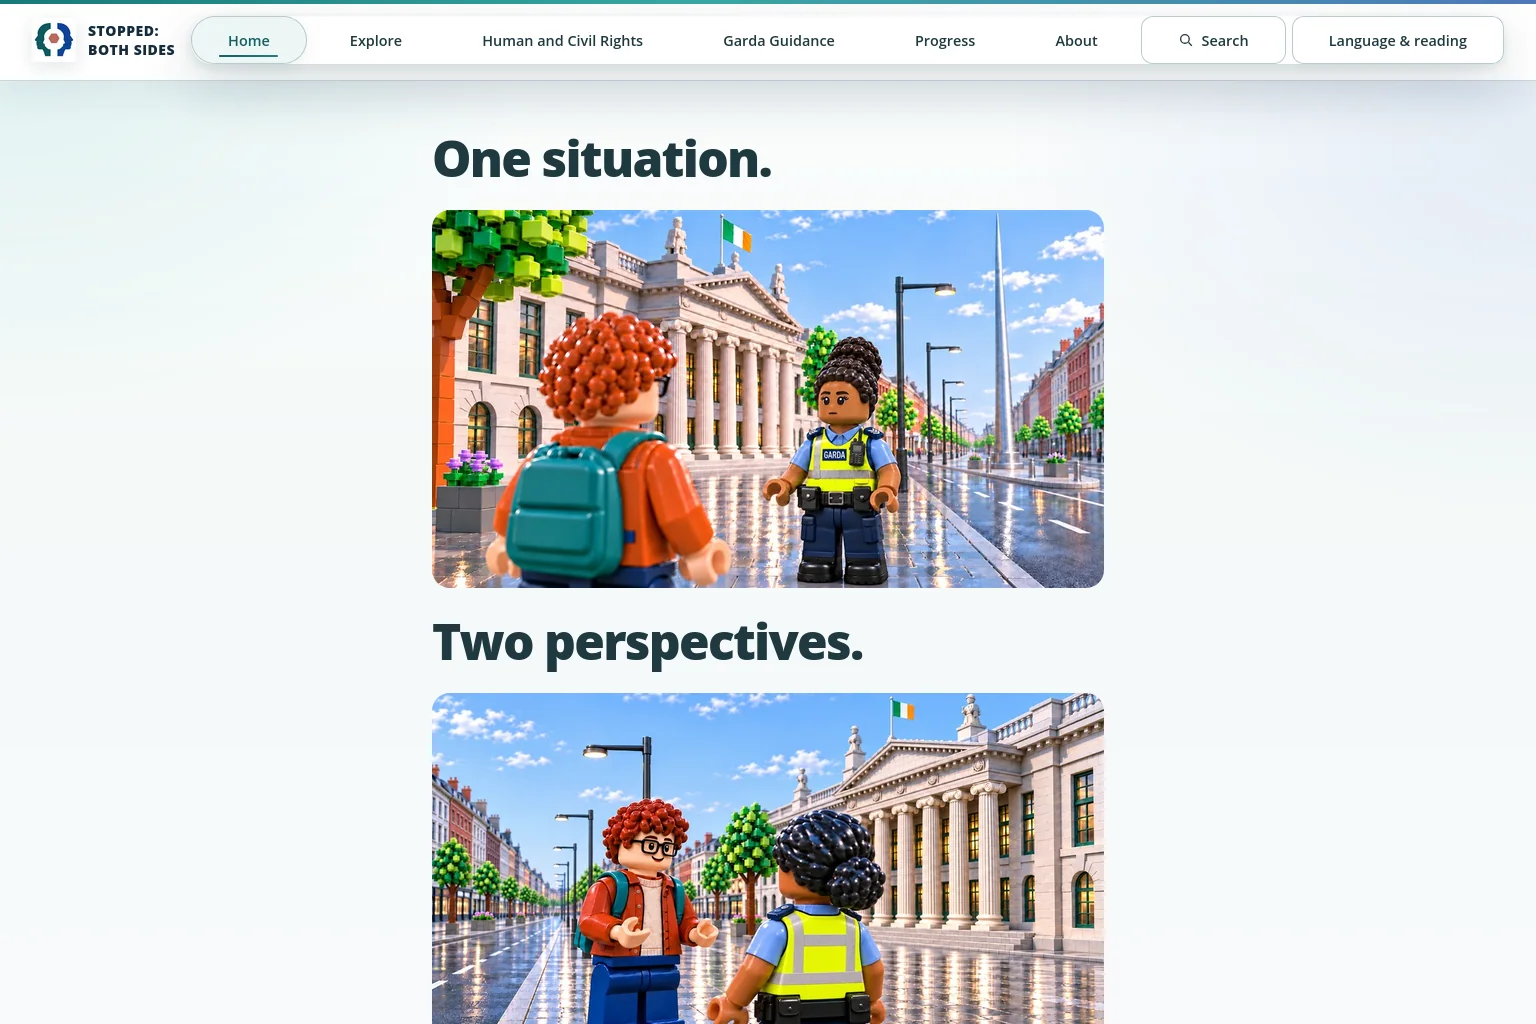 STOPPED:
BOTH SIDES
Home
Explore
Human and Civil Rights
Garda Guidance
Progress
About
Search
Language & reading
One situation.
GARDA
Two perspectives.